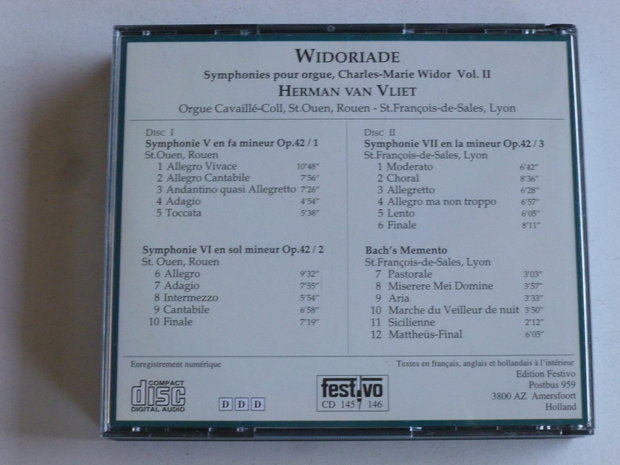 WIDORIADE
Symphonies pour orgue, Charles-Marie Widor Vol. II
HERMAN VAN VLIET
Orgue Cavaillé-Coll, St.Ouen, Rouen - St.François-de-Sales, Lyon
DISC I
Symphonie V en fa mineur Op.42 / 1
St.Ouen, Rouen
1 Allegro Vivace 10'48"
2 Allegro Cantabile 7'56"
3 Andantino quasi Allegretto 7'26"
4 Adagio 4'54"
5 Toccata 5'38"
Symphonie VI en sol mineur Op.42 / 2
St. Ouen, Rouen
6 Allegro 9'32"
7 Adagio 7'55"
8 Intermezzo 5'54"
9 Cantabile 6'58"
10 Finale 7'19"
DISC II
Symphonie VII en la mineur Op.42 / 3
St.François-de-Sales, Lyon
1 Moderato 6'42"
2 Choral 8'36"
3 Allegretto 6'28"
4 Allegro ma non troppo 6'57"
5 Lento 6'05"
6 Finale 8'11"
Bach's Memento
St.François-de-Sales, Lyon
7 Pastorale 3'03"
8 Miserere Mei Domine 3'57"
9 Aria 3'33"
10 Marche du Veilleur de nuit 3'50"
11 Sicilienne 2'12"
12 Mattheüs-Final 6'05"
Enregistrement numérique
Textes en français, anglais et hollandais à l'intérieur
COMPACT
disc
DIGITAL AUDIO
D D D
festivo
CD 145 146
Edition Festivo
Postbus 959
3800 AZ Amersfoort
Holland